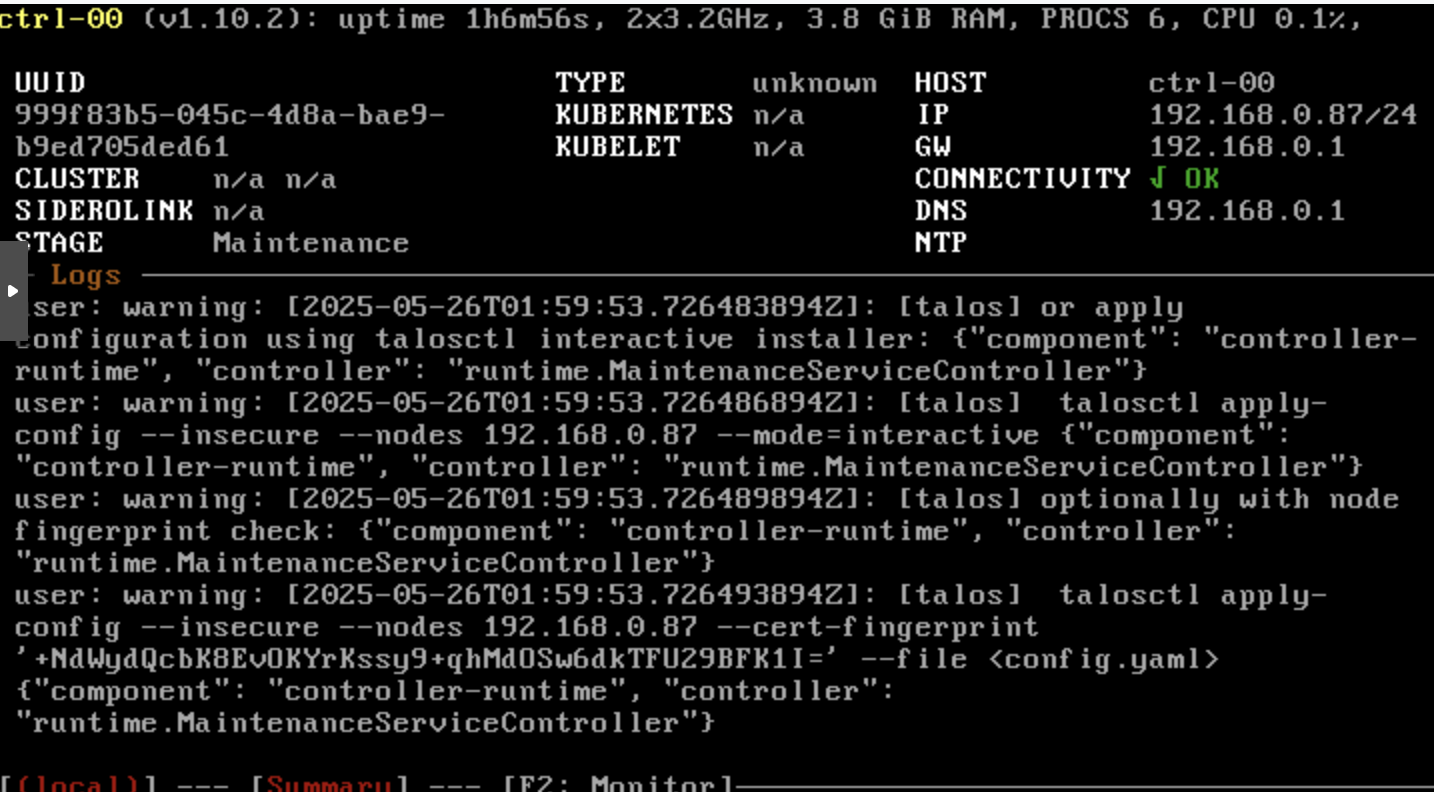 ctrl-00 (v1.10.2): uptime 1h6m56s, 2x3.2GHz, 3.8 GiB RAM, PROCS 6, CPU 0.1%,
UUID TYPE unknown HOST ctrl-00
999f83b5-045c-4d8a-bae9- KUBERNETES n/a IP 192.168.0.87/24
b9ed705ded61 KUBELET n/a GW 192.168.0.1
CLUSTER n/a n/a CONNECTIVITY √ OK
SIDEROLINK n/a DNS 192.168.0.1
STAGE Maintenance NTP
Logs
user: warning: [2025-05-26T01:59:53.726483894Z]: [talos] or apply
configuration using talosctl interactive installer: {"component": "controller-
runtime", "controller": "runtime.MaintenanceServiceController"}
user: warning: [2025-05-26T01:59:53.726486894Z]: [talos]  talosctl apply-
config --insecure --nodes 192.168.0.87 --mode=interactive {"component":
"controller-runtime", "controller": "runtime.MaintenanceServiceController"}
user: warning: [2025-05-26T01:59:53.726489894Z]: [talos] optionally with node
fingerprint check: {"component": "controller-runtime", "controller":
"runtime.MaintenanceServiceController"}
user: warning: [2025-05-26T01:59:53.726493894Z]: [talos]  talosctl apply-
config --insecure --nodes 192.168.0.87 --cert-fingerprint
'+NdWydQcbK8EvOKYrKssy9+qhMdOSw6dkTFU29BFK1I=' --file <config.yaml>
{"component": "controller-runtime", "controller":
"runtime.MaintenanceServiceController"}
[(local)] --- [Summary] --- [F2: Monitor]